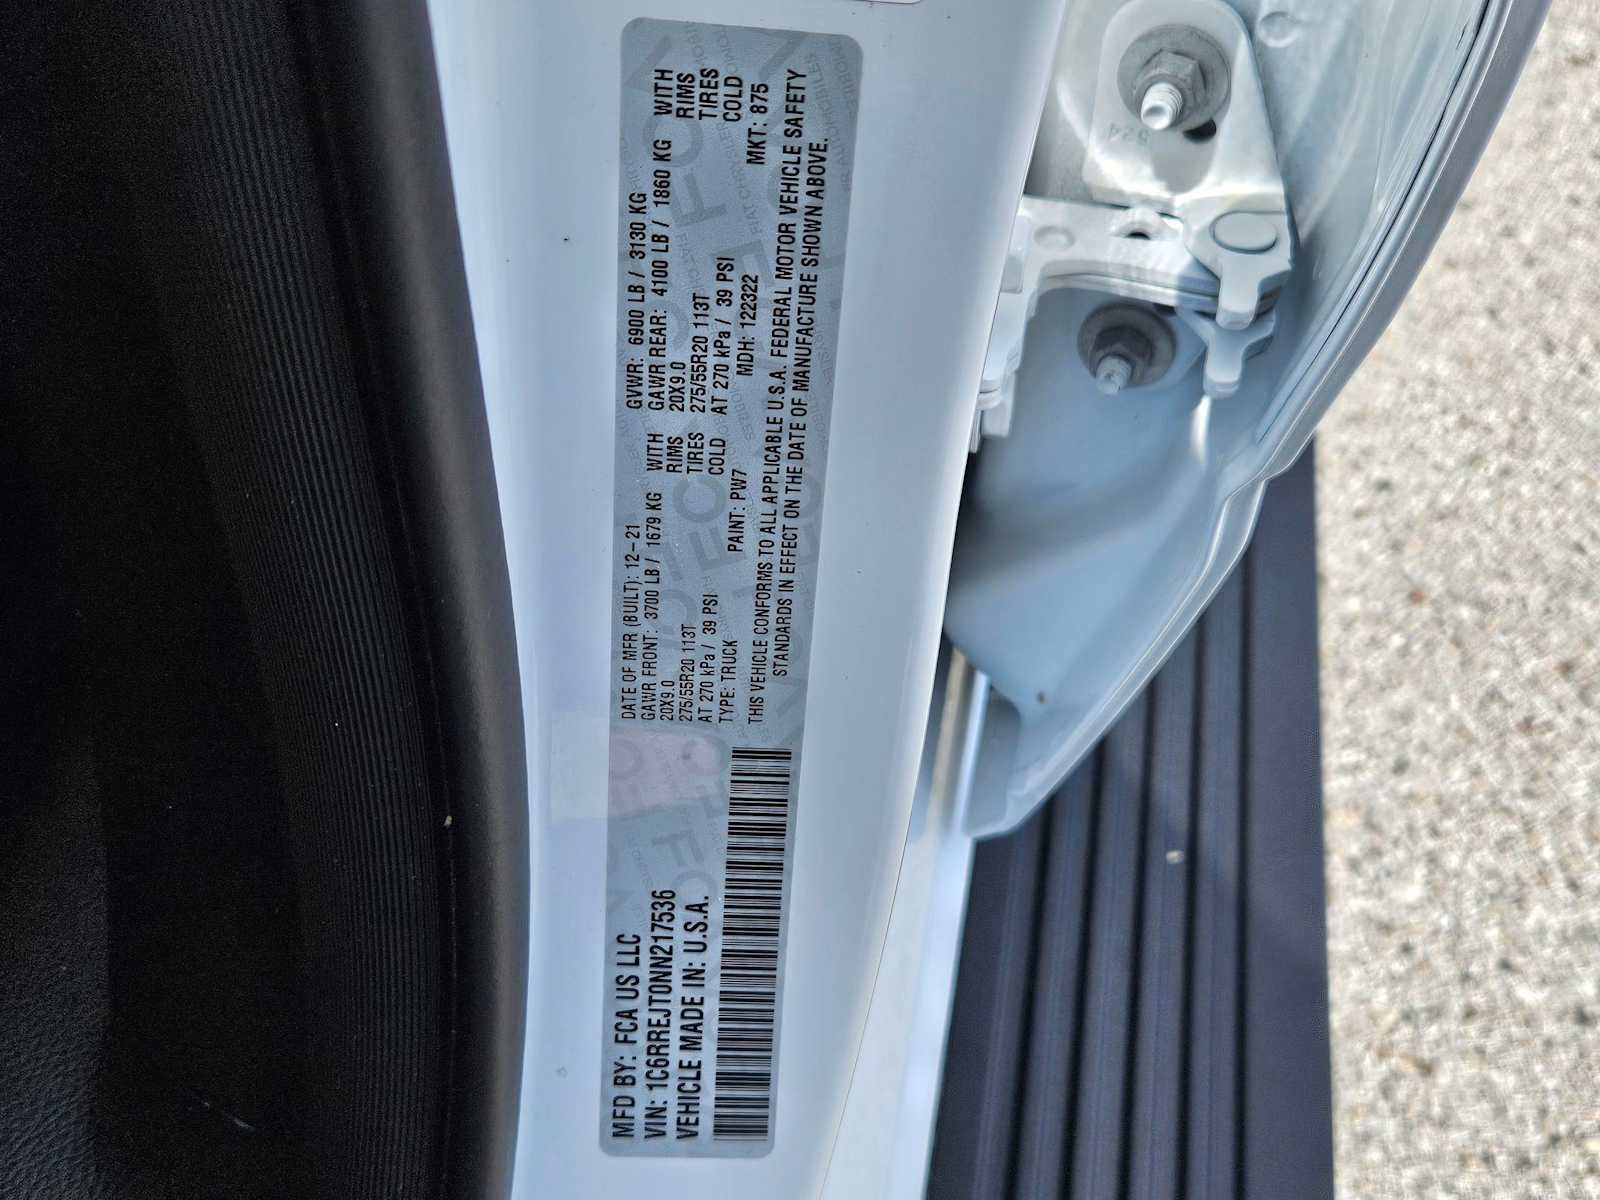 MFD BY: FCA US LLC
VIN: 1C6RREJT0NN217536
VEHICLE MADE IN: U.S.A.
DATE OF MFR (BUILT): 12-21 GVWR: 6900 LB / 3130 KG
GAWR FRONT: 3700 LB / 1679 KG WITH GAWR REAR: 4100 LB / 1860 KG WITH
20X9.0 RIMS 20X9.0 RIMS
275/55R20 113T TIRES 275/55R20 113T TIRES
AT 270 kPa / 39 PSI COLD AT 270 kPa / 39 PSI COLD
TYPE: TRUCK PAINT: PW7 MDH: 122322 MKT: 875
THIS VEHICLE CONFORMS TO ALL APPLICABLE U.S.A. FEDERAL MOTOR VEHICLE SAFETY
STANDARDS IN EFFECT ON THE DATE OF MANUFACTURE SHOWN ABOVE.